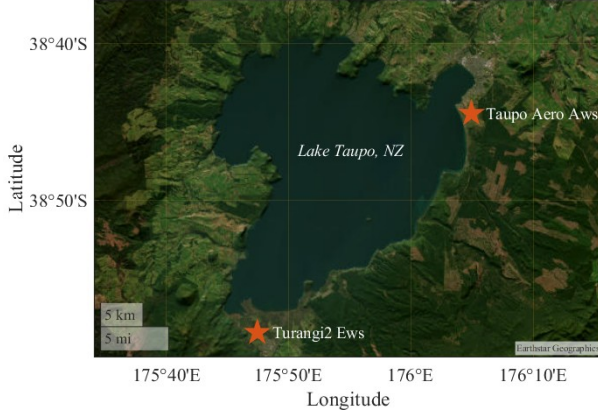 38°40'S
Taupo Aero Aws
Lake Taupo, NZ
Latitude
38°50'S
5 km
5 mi
Turangi2 Ews
Earthstar Geographics
175°40'E
175°50'E
176°E
176°10'E
Longitude